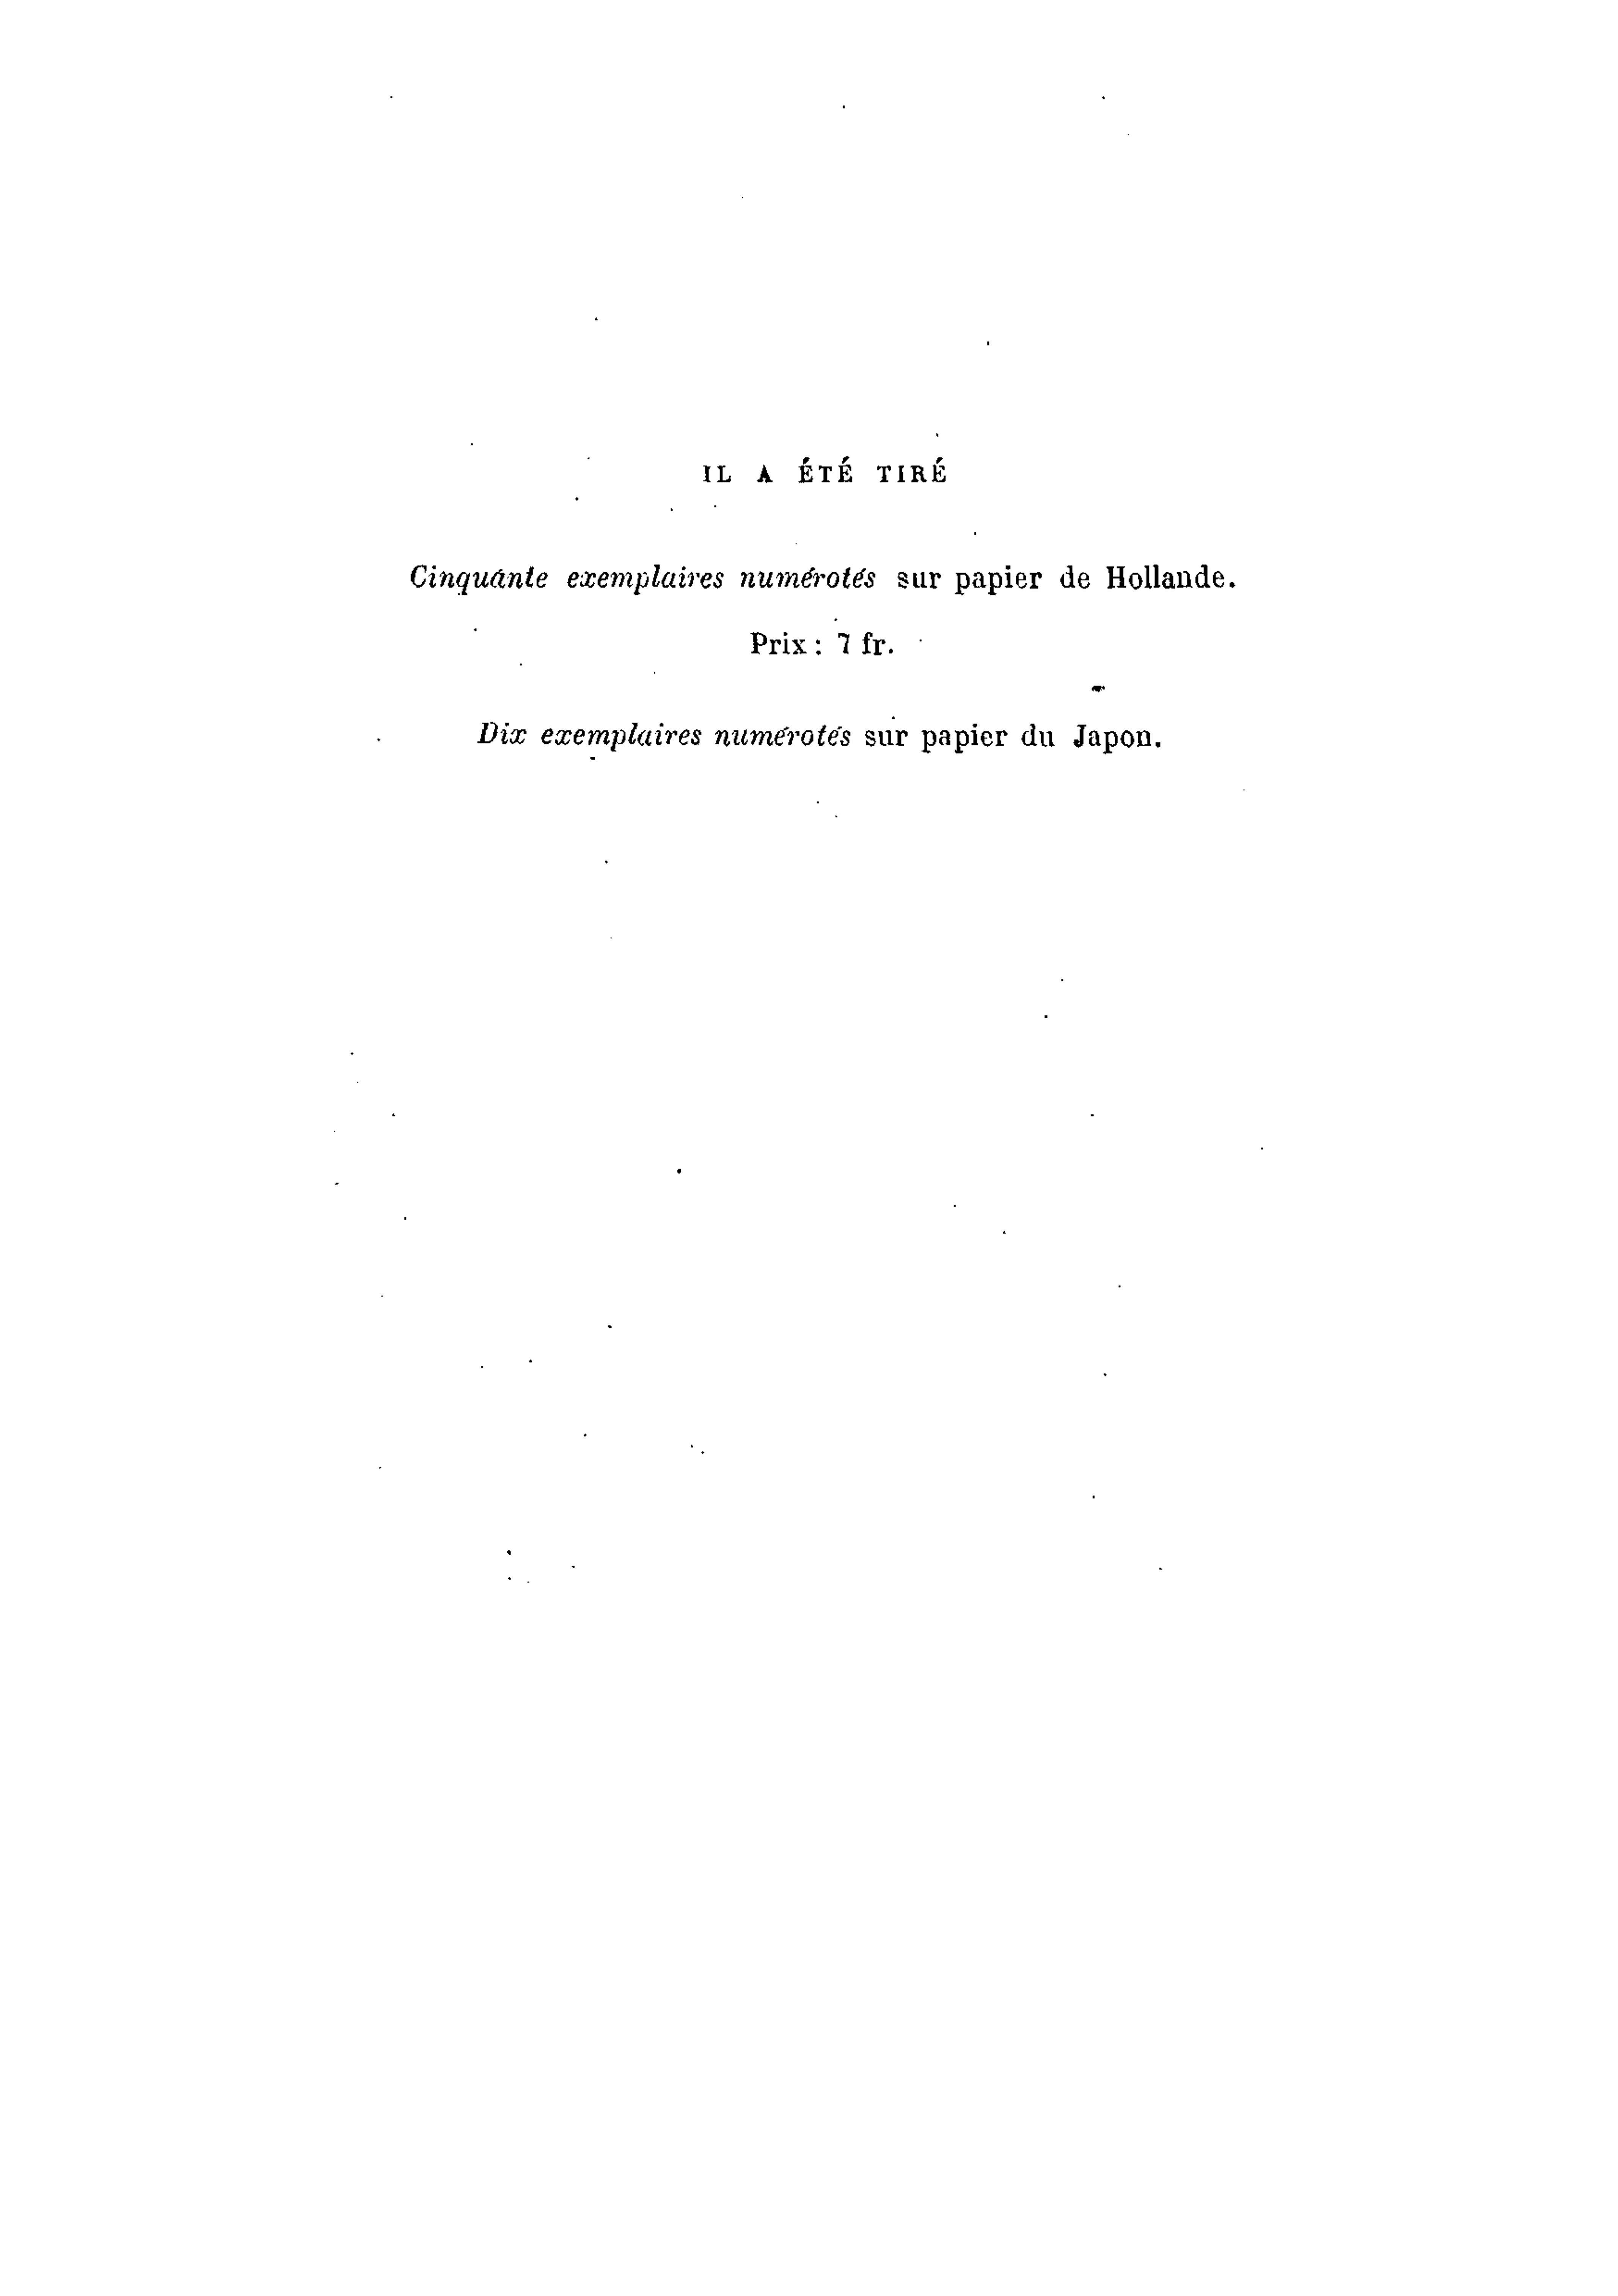 IL A ÉTÉ TIRÉ
Cinquante exemplaires numérotés sur papier de Hollande.
Prix : 7 fr.
Dix exemplaires numérotés sur papier du Japon.